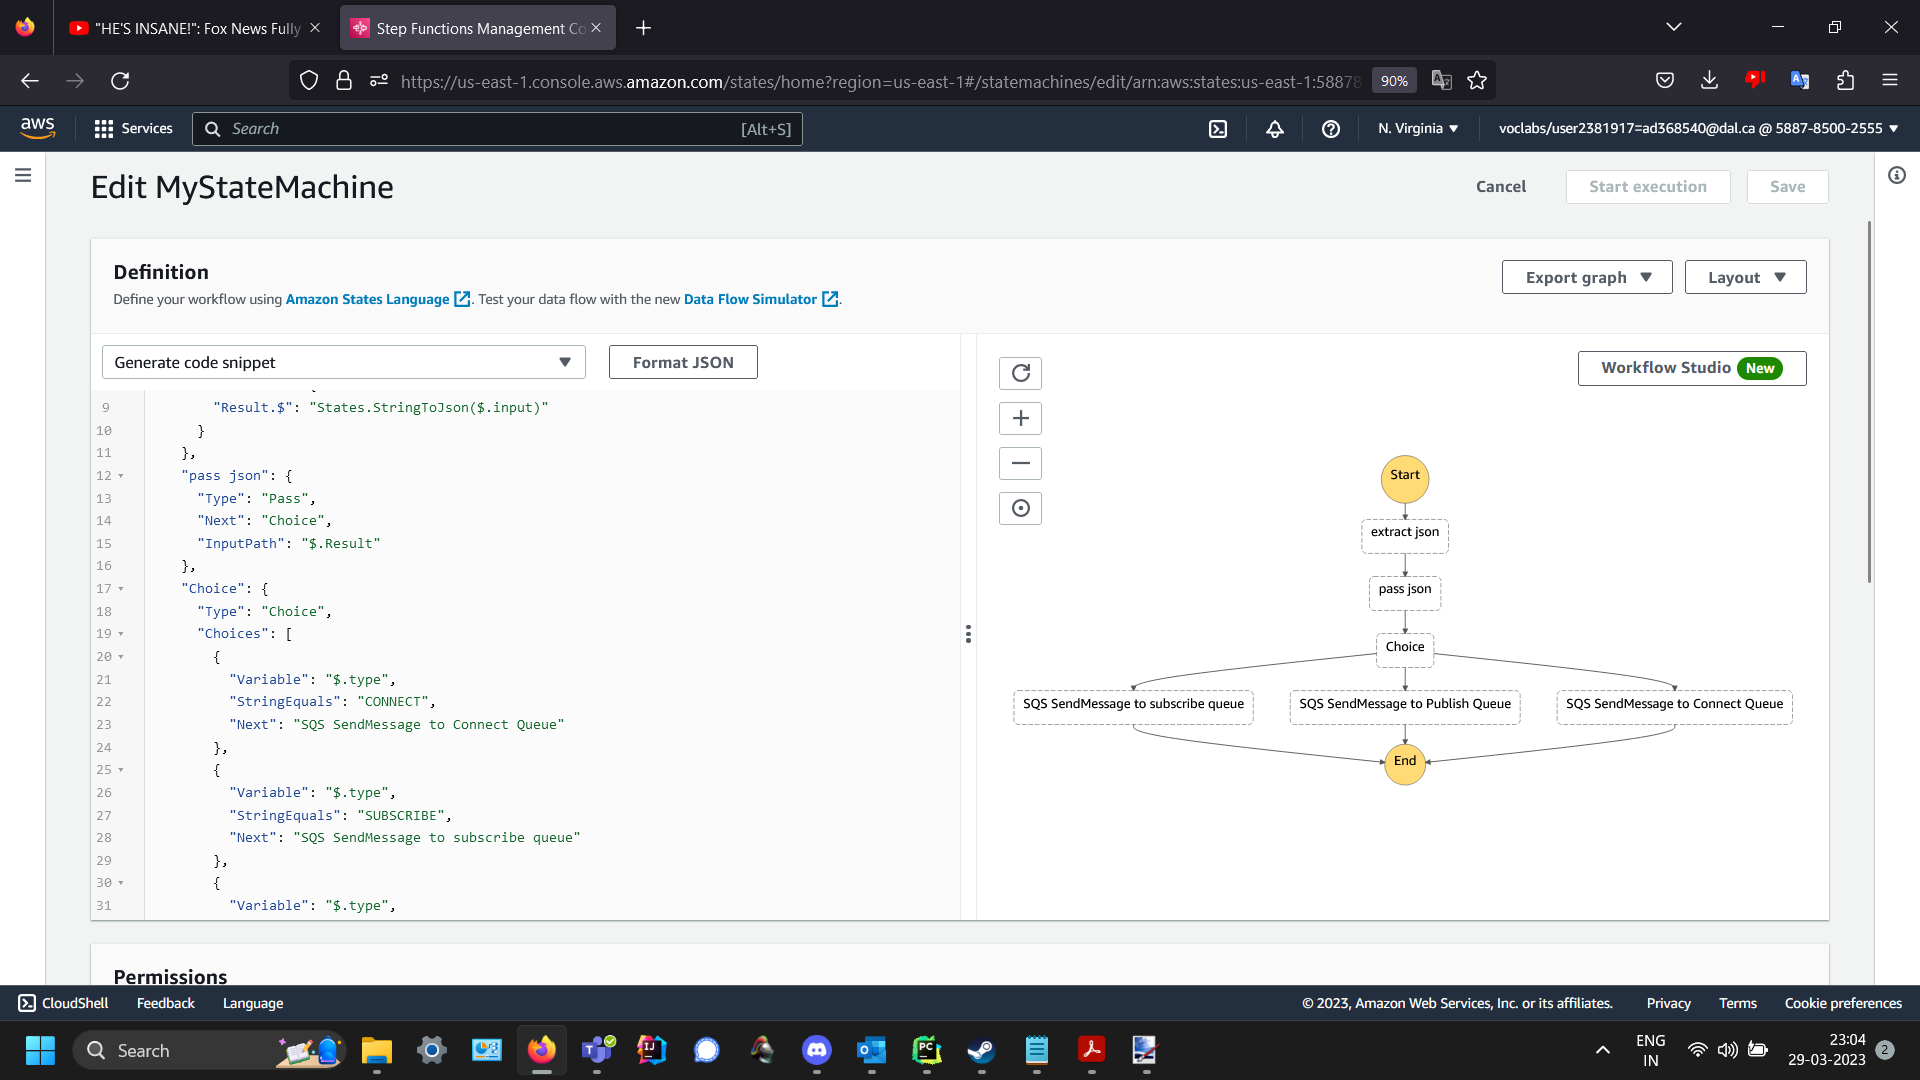 "HE'S INSANE!": Fox News Fully
Step Functions Management Co
https://us-east-1.console.aws.amazon.com/states/home?region=us-east-1#/statemachines/edit/arn:aws:states:us-east-1:58878
90%
aws
Services
Search
[Alt+S]
N. Virginia
voclabs/user2381917=ad368540@dal.ca @ 5887-8500-2555
Edit MyStateMachine
Cancel
Start execution
Save
Definition
Define your workflow using Amazon States Language. Test your data flow with the new Data Flow Simulator.
Export graph
Layout
Generate code snippet
Format JSON
Workflow Studio New
9 "Result.$": "States.StringToJson($.input)"
10 }
11 },
12 "pass json": {
13 "Type": "Pass",
14 "Next": "Choice",
15 "InputPath": "$.Result"
16 },
17 "Choice": {
18 "Type": "Choice",
19 "Choices": [
20 {
21 "Variable": "$.type",
22 "StringEquals": "CONNECT",
23 "Next": "SQS SendMessage to Connect Queue"
24 },
25 {
26 "Variable": "$.type",
27 "StringEquals": "SUBSCRIBE",
28 "Next": "SQS SendMessage to subscribe queue"
29 },
30 {
31 "Variable": "$.type",
Start
extract json
pass json
Choice
SQS SendMessage to subscribe queue
SQS SendMessage to Publish Queue
SQS SendMessage to Connect Queue
End
Permissions
CloudShell
Feedback
Language
© 2023, Amazon Web Services, Inc. or its affiliates.
Privacy
Terms
Cookie preferences
Search
IJ
PC
ENG
IN
23:04
29-03-2023
2